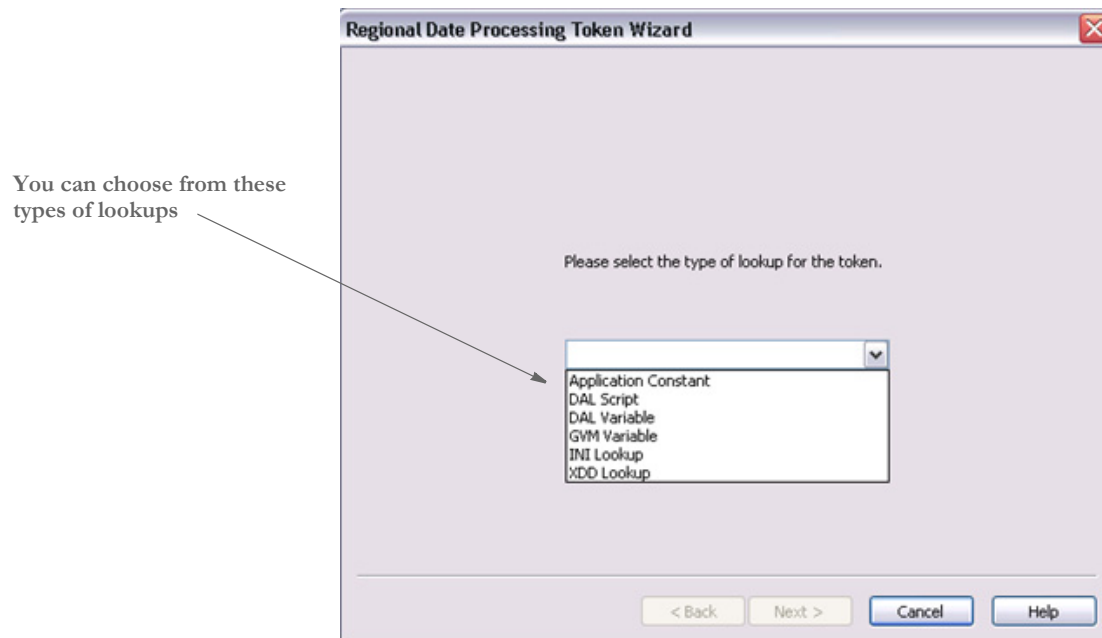 Regional Date Processing Token Wizard
You can choose from these
types of lookups
Please select the type of lookup for the token.
Application Constant
DAL Script
DAL Variable
GVM Variable
INI Lookup
XDD Lookup
< Back
Next >
Cancel
Help